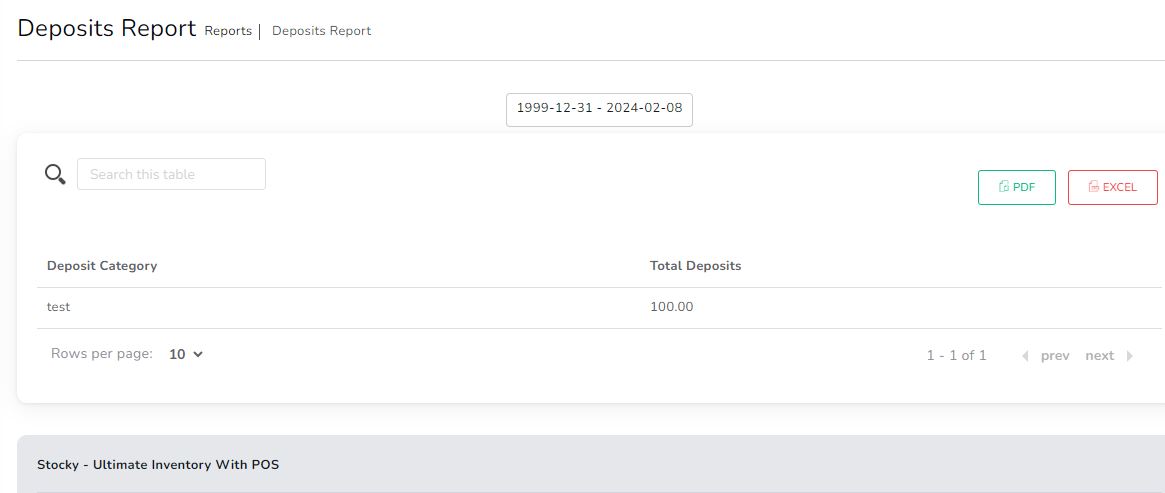 Deposits Report Reports | Deposits Report
1999-12-31 - 2024-02-08
Search this table
PDF EXCEL
Deposit Category Total Deposits
test 100.00
Rows per page: 10 1 - 1 of 1 prev next
Stocky - Ultimate Inventory With POS